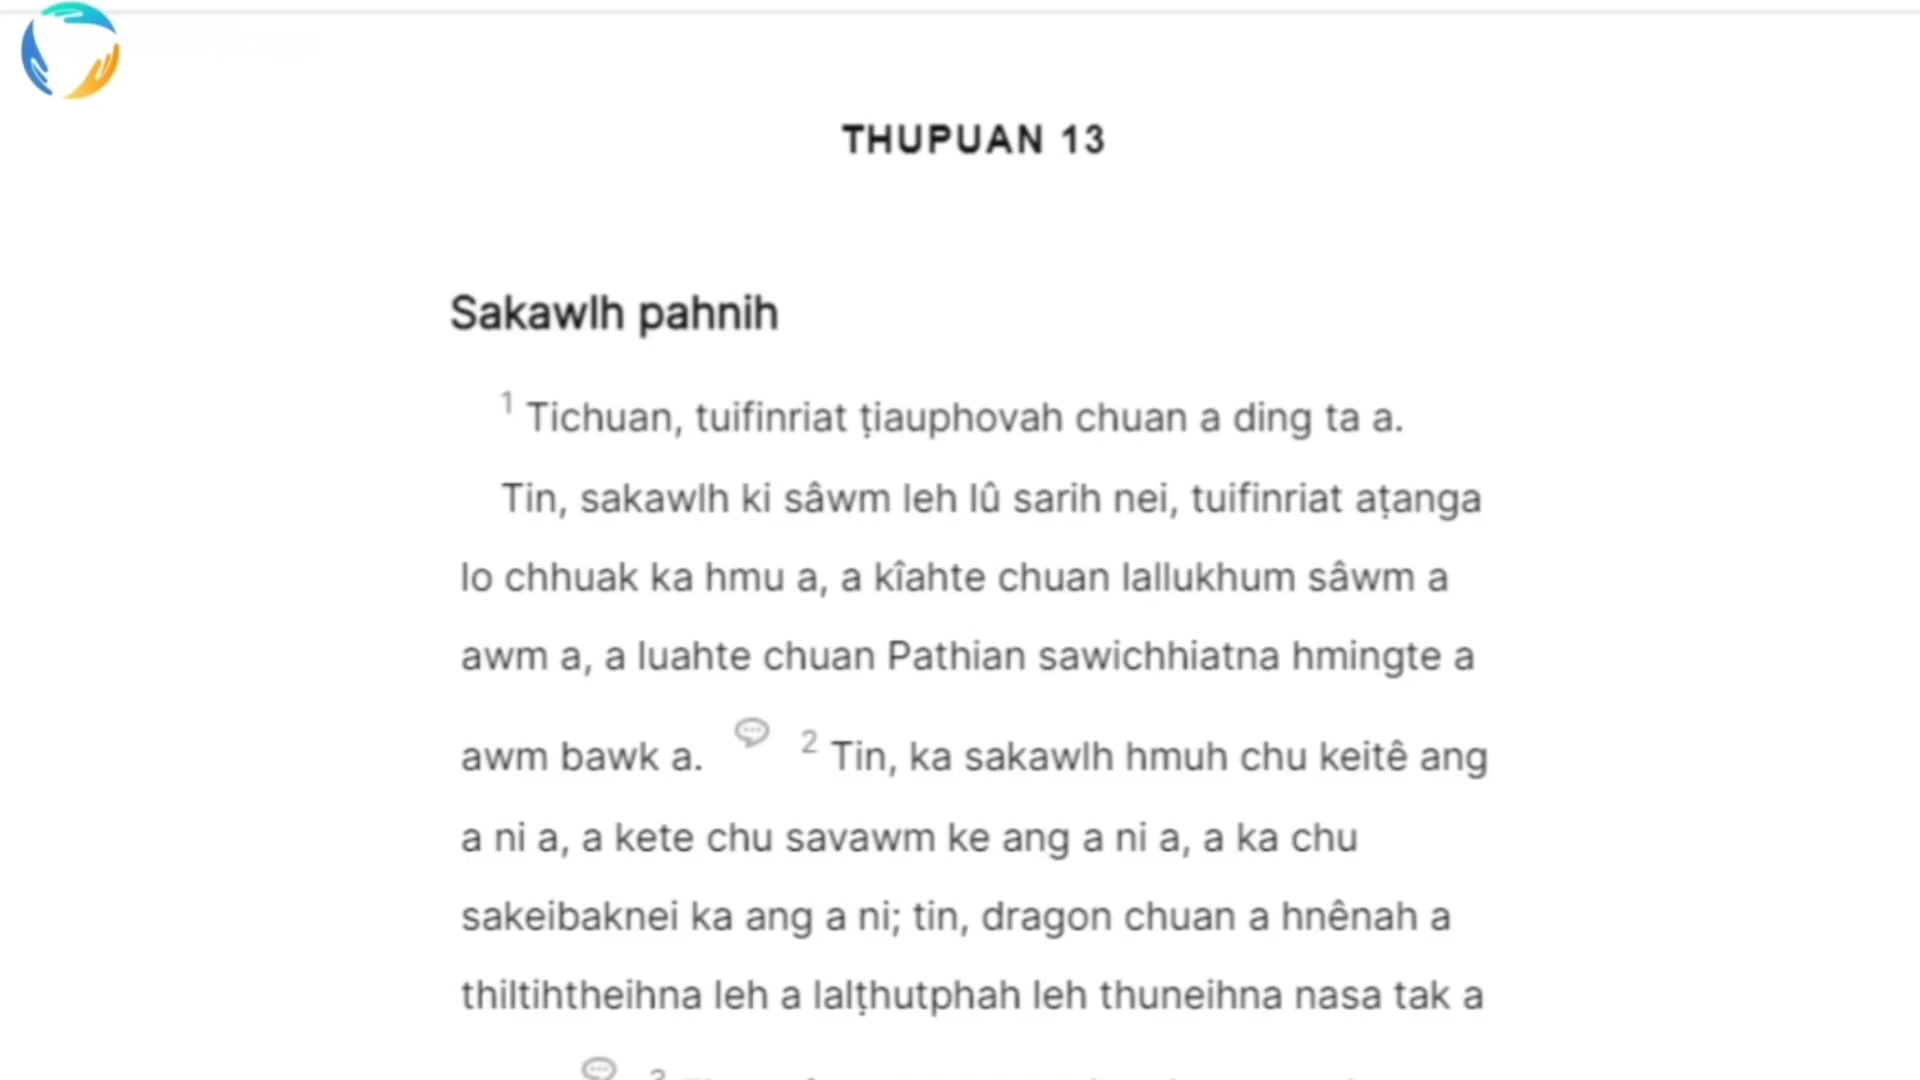 THUPUAN 13
Sakawlh pahnih
1 Tichuan, tuifinriat ṭiauphovah chuan a ding ta a.
Tin, sakawlh ki sâwm leh lû sarih nei, tuifinriat aṭanga
lo chhuak ka hmu a, a kîahte chuan lallukhum sâwm a
awm a, a luahte chuan Pathian sawichhiatna hmingte a
awm bawk a. 2 Tin, ka sakawlh hmuh chu keitê ang
a ni a, a kete chu savawm ke ang a ni a, a ka chu
sakeibaknei ka ang a ni; tin, dragon chuan a hnênah a
thiltihtheihna leh a lalṭhutphah leh thuneihna nasa tak a
3